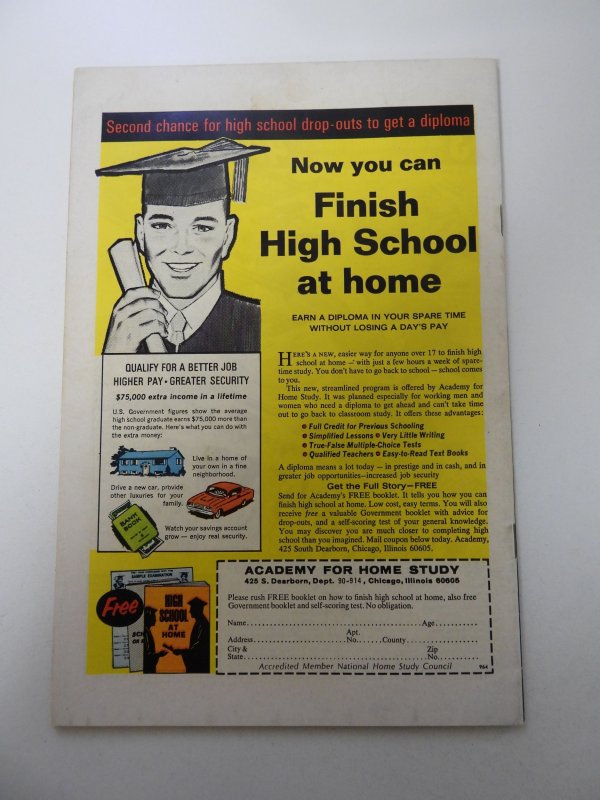 Second chance for high school drop-outs to get a diploma
Now you can
Finish
High School
at home
EARN A DIPLOMA IN YOUR SPARE TIME
WITHOUT LOSING A DAY'S PAY
HERE'S A NEW, easier way for anyone over 17 to finish high
school at home — with just a few hours a week of spare-
time study. You don't have to go back to school — school comes
to you.
This new, streamlined program is offered by Academy for
Home Study. It was planned especially for working men and
women who need a diploma to get ahead and can't take time
out to go back to classroom study. It offers these advantages:
• Full Credit for Previous Schooling
• Simplified Lessons • Very Little Writing
• True-False Multiple-Choice Tests
• Qualified Teachers • Easy-to-Read Text Books
A diploma means a lot today — in prestige and in cash, and in
greater job opportunities—increased job security
Get the Full Story—FREE
Send for Academy's FREE booklet. It tells you how you can
finish high school at home. Low cost, easy terms. You will also
receive free a valuable Government booklet with advice for
drop-outs, and a self-scoring test of your general knowledge.
You may discover you are much closer to completing high
school than you imagined. Mail coupon below today. Academy,
425 South Dearborn, Chicago, Illinois 60605.
QUALIFY FOR A BETTER JOB
HIGHER PAY • GREATER SECURITY
$75,000 extra income in a lifetime
U.S. Government figures show the average
high school graduate earns $75,000 more than
the non-graduate. Here's what you can do with
the extra money:
Live in a home of
your own in a fine
neighborhood.
Drive a new car, provide
other luxuries for your
family.
BANK
BOOK
Watch your savings account
grow — enjoy real security.
SAMPLE EXAMINATION
Free
HIGH
SCHOOL
AT
HOME
ACADEMY FOR HOME STUDY
425 S. Dearborn, Dept. 90-914, Chicago, Illinois 60605
Please rush FREE booklet on how to finish high school at home, also free
Government booklet and self-scoring test. No obligation.
Name Age
Apt.
Address No. County
City & Zip
State No.
Accredited Member National Home Study Council 964